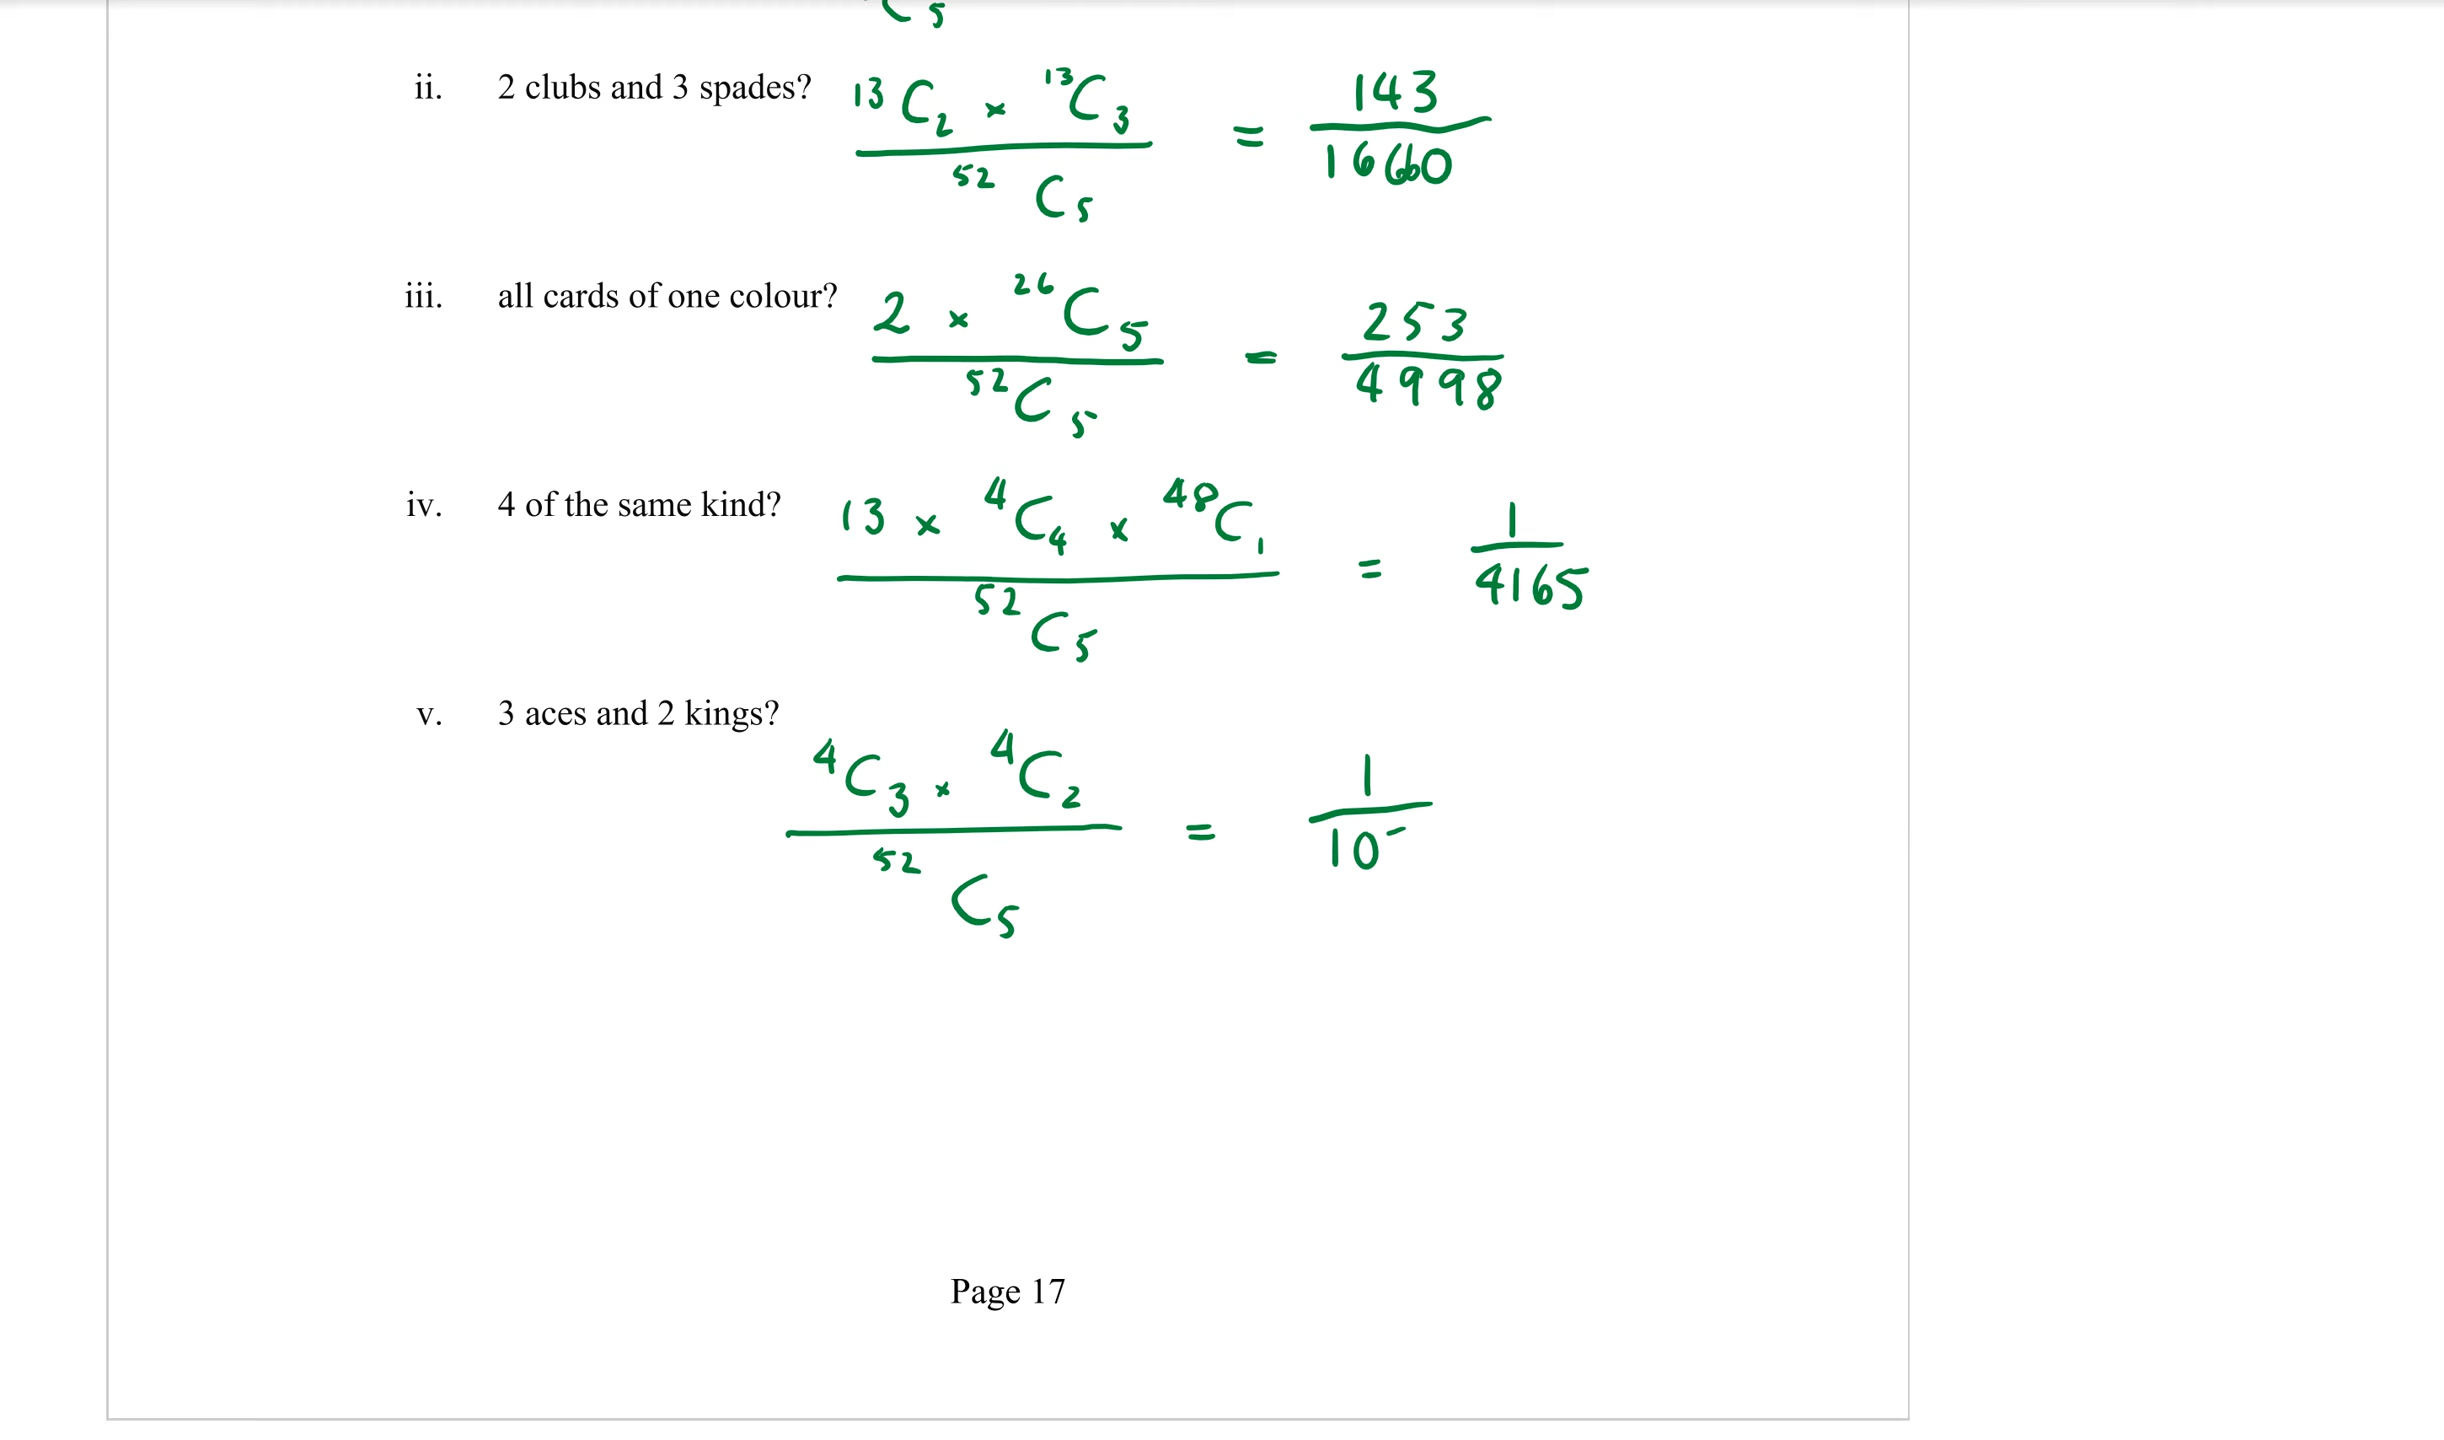 C₅
ii. 2 clubs and 3 spades? ¹³C₂ × ¹³C₃ / ⁵²C₅ = 143 / 16660
iii. all cards of one colour? 2 × ²⁶C₅ / ⁵²C₅ = 253 / 4998
iv. 4 of the same kind? 13 × ⁴C₄ × ⁴⁸C₁ / ⁵²C₅ = 1 / 4165
v. 3 aces and 2 kings?
⁴C₃ × ⁴C₂ / ⁵²C₅ = 1 / 10
Page 17